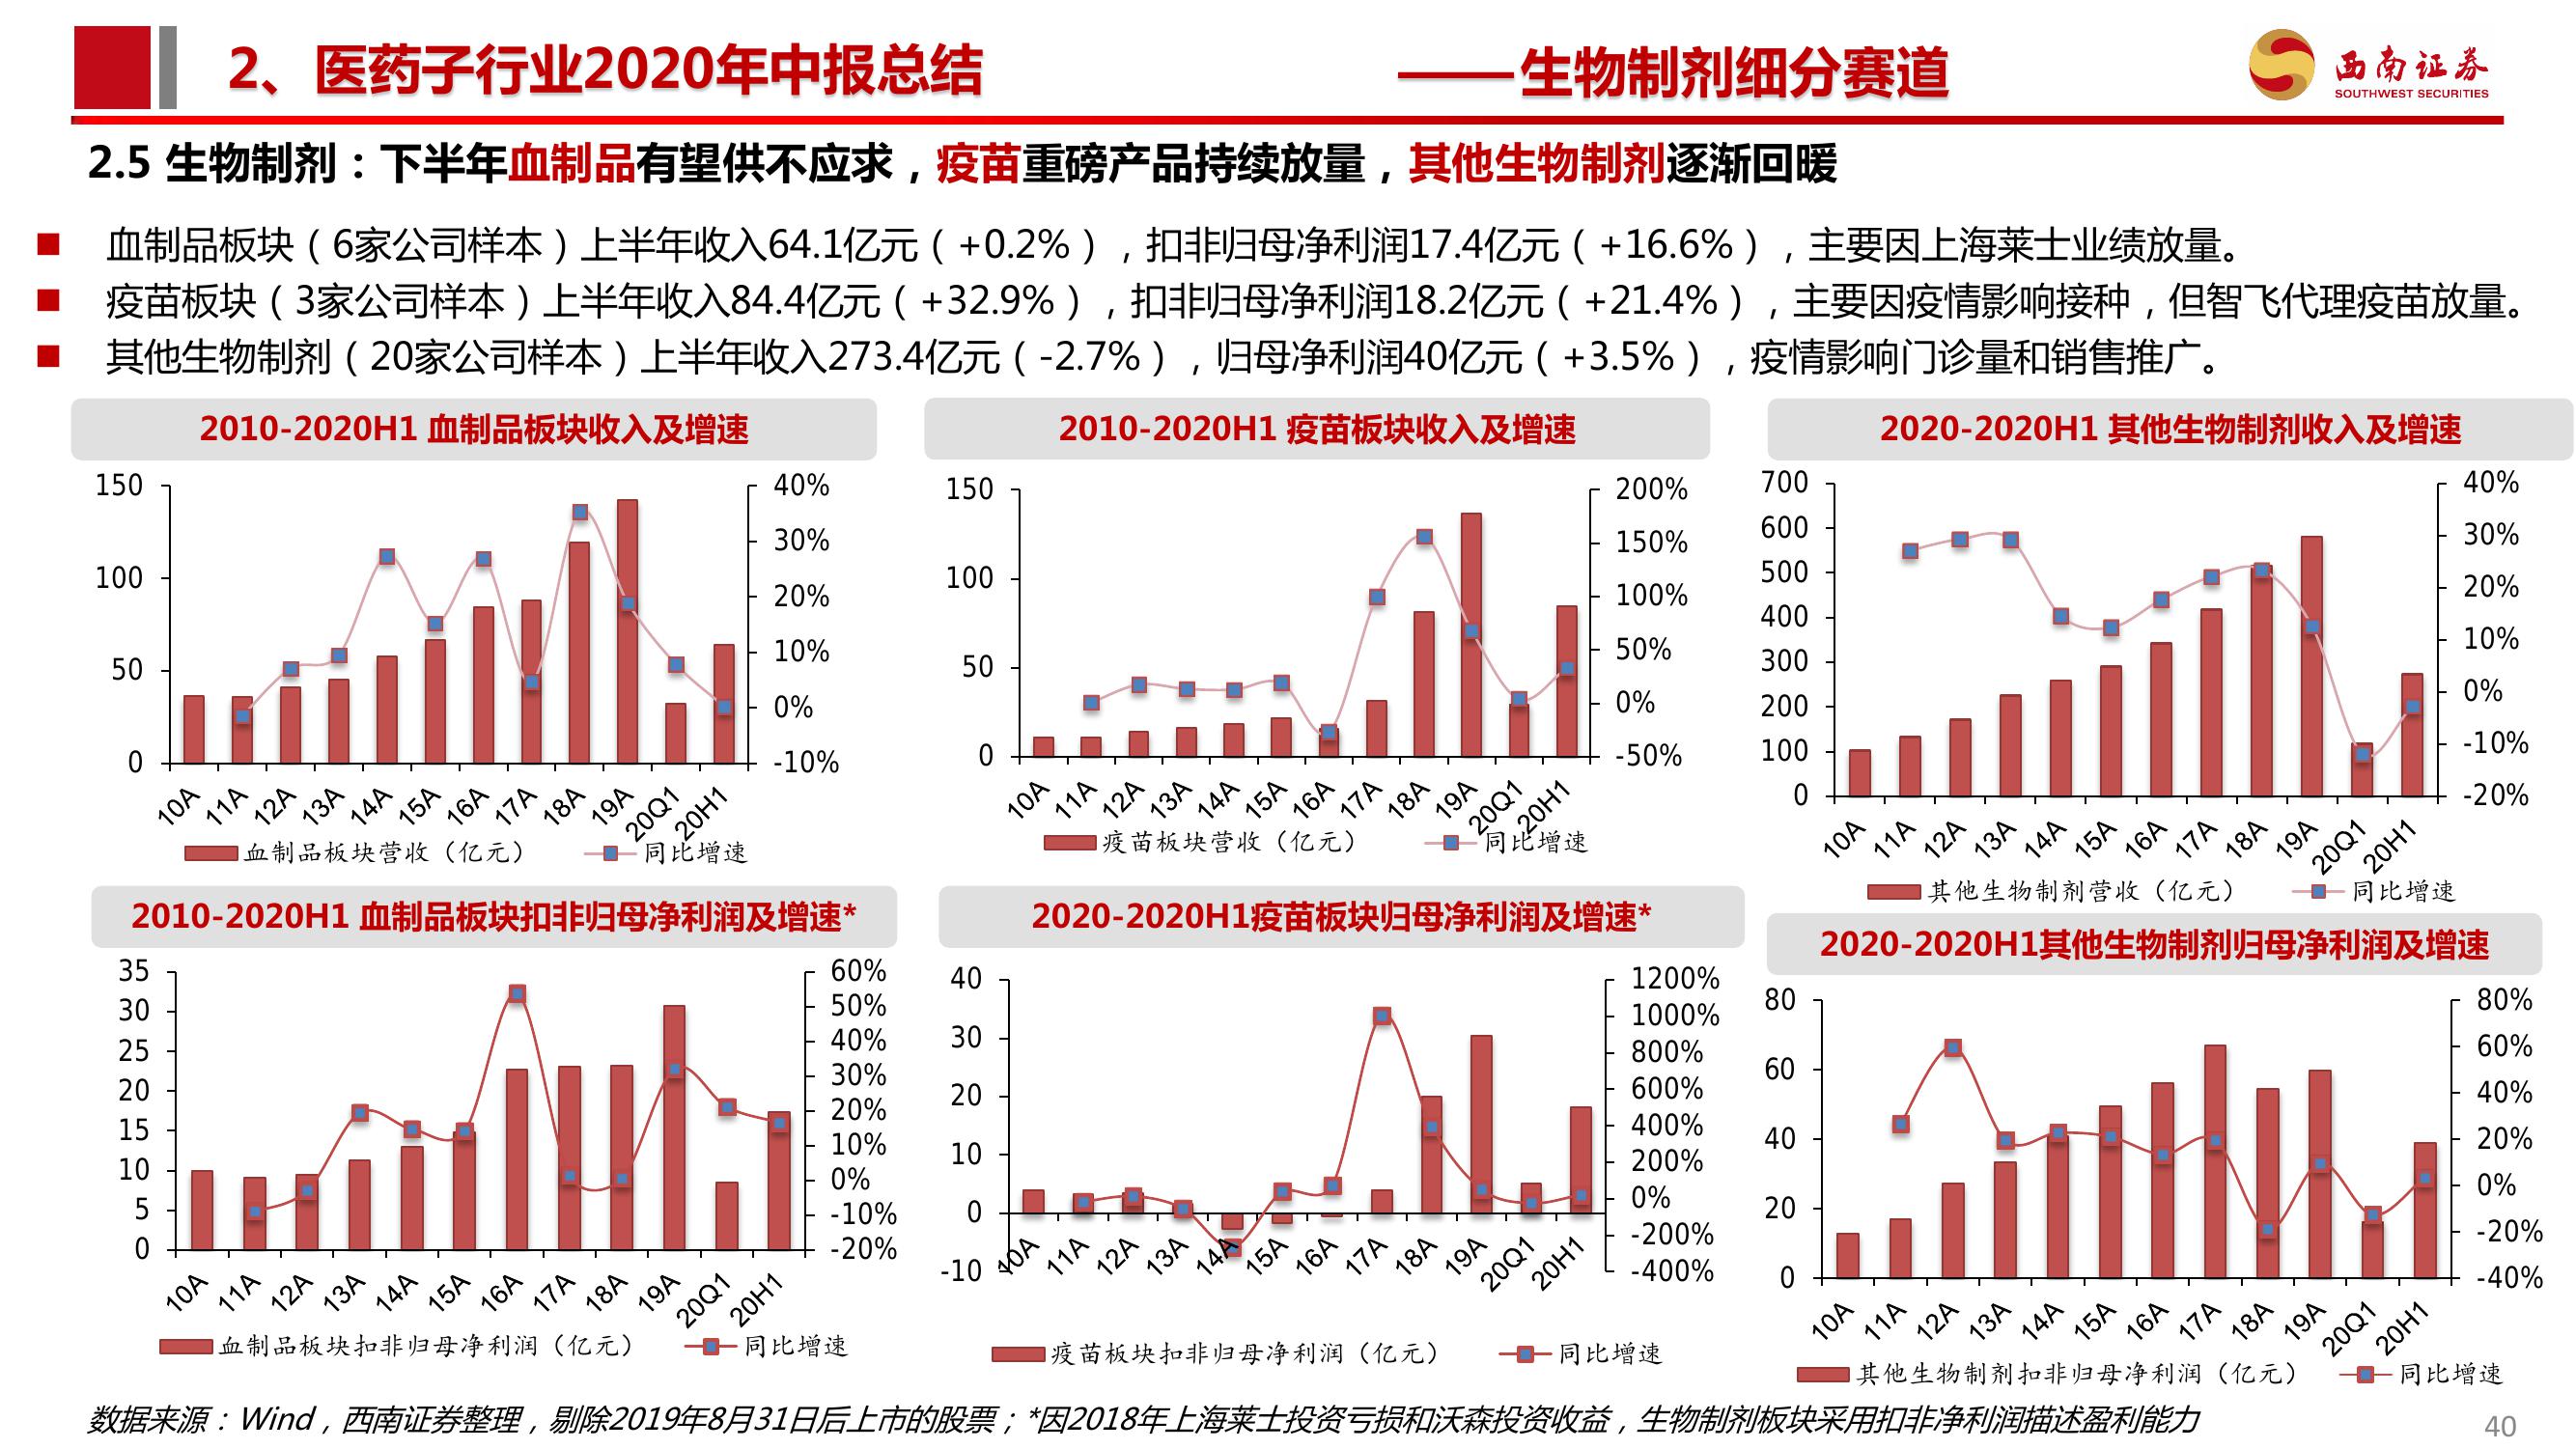 2、医药子行业2020年中报总结
——生物制剂细分赛道
西南证券
SOUTHWEST SECURITIES
2.5 生物制剂：下半年血制品有望供不应求，疫苗重磅产品持续放量，其他生物制剂逐渐回暖
血制品板块（6家公司样本）上半年收入64.1亿元（+0.2%），扣非归母净利润17.4亿元（+16.6%），主要因上海莱士业绩放量。
疫苗板块（3家公司样本）上半年收入84.4亿元（+32.9%），扣非归母净利润18.2亿元（+21.4%），主要因疫情影响接种，但智飞代理疫苗放量。
其他生物制剂（20家公司样本）上半年收入273.4亿元（-2.7%），归母净利润40亿元（+3.5%），疫情影响门诊量和销售推广。
2010-2020H1 血制品板块收入及增速
150
100
50
0
40%
30%
20%
10%
0%
-10%
10A 11A 12A 13A 14A 15A 16A 17A 18A 19A 20Q1 20H1
血制品板块营收（亿元） 同比增速
2010-2020H1 疫苗板块收入及增速
150
100
50
0
200%
150%
100%
50%
0%
-50%
10A 11A 12A 13A 14A 15A 16A 17A 18A 19A 20Q1 20H1
疫苗板块营收（亿元） 同比增速
2020-2020H1 其他生物制剂收入及增速
700
600
500
400
300
200
100
0
40%
30%
20%
10%
0%
-10%
-20%
10A 11A 12A 13A 14A 15A 16A 17A 18A 19A 20Q1 20H1
其他生物制剂营收（亿元） 同比增速
2010-2020H1 血制品板块扣非归母净利润及增速*
35
30
25
20
15
10
5
0
60%
50%
40%
30%
20%
10%
0%
-10%
-20%
10A 11A 12A 13A 14A 15A 16A 17A 18A 19A 20Q1 20H1
血制品板块扣非归母净利润（亿元） 同比增速
2020-2020H1疫苗板块归母净利润及增速*
40
30
20
10
0
-10
1200%
1000%
800%
600%
400%
200%
0%
-200%
-400%
10A 11A 12A 13A 14A 15A 16A 17A 18A 19A 20Q1 20H1
疫苗板块扣非归母净利润（亿元） 同比增速
2020-2020H1其他生物制剂归母净利润及增速
80
60
40
20
0
80%
60%
40%
20%
0%
-20%
-40%
10A 11A 12A 13A 14A 15A 16A 17A 18A 19A 20Q1 20H1
其他生物制剂扣非归母净利润（亿元） 同比增速
数据来源：Wind，西南证券整理，剔除2019年8月31日后上市的股票；*因2018年上海莱士投资亏损和沃森投资收益，生物制剂板块采用扣非净利润描述盈利能力
40